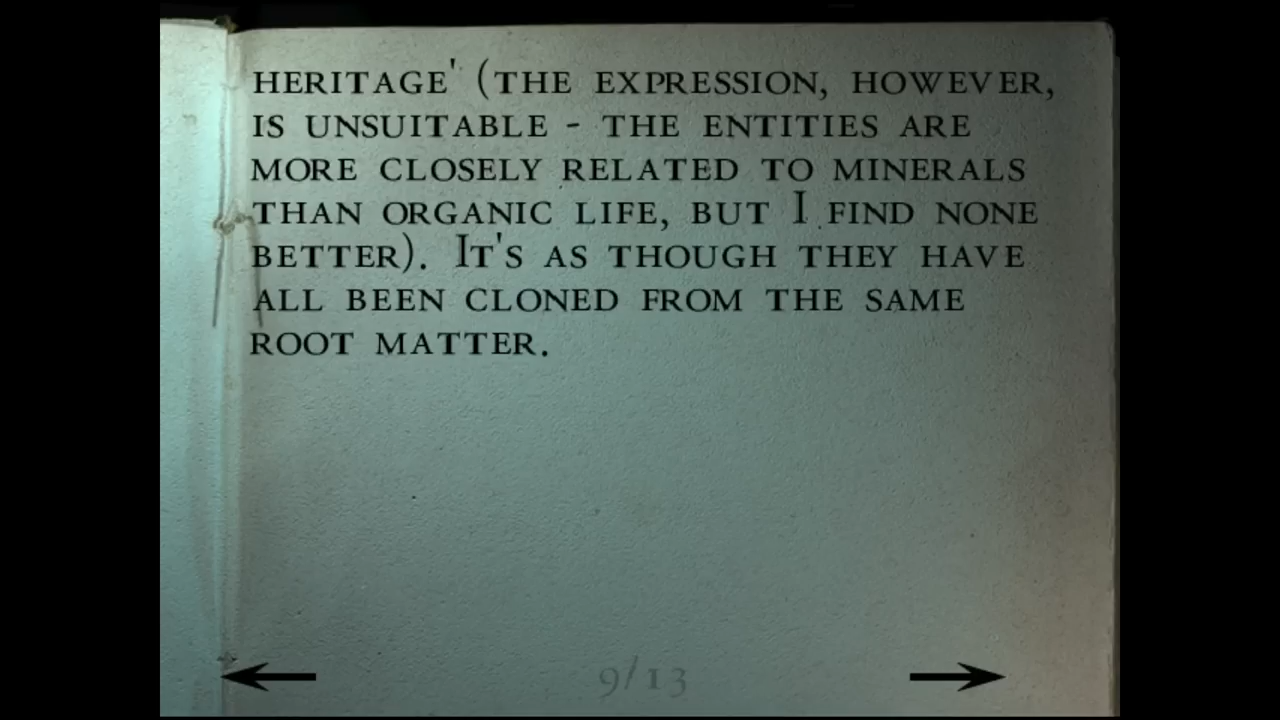 HERITAGE' (THE EXPRESSION, HOWEVER,
IS UNSUITABLE - THE ENTITIES ARE
MORE CLOSELY RELATED TO MINERALS
THAN ORGANIC LIFE, BUT I FIND NONE
BETTER). IT'S AS THOUGH THEY HAVE
ALL BEEN CLONED FROM THE SAME
ROOT MATTER.
9/13